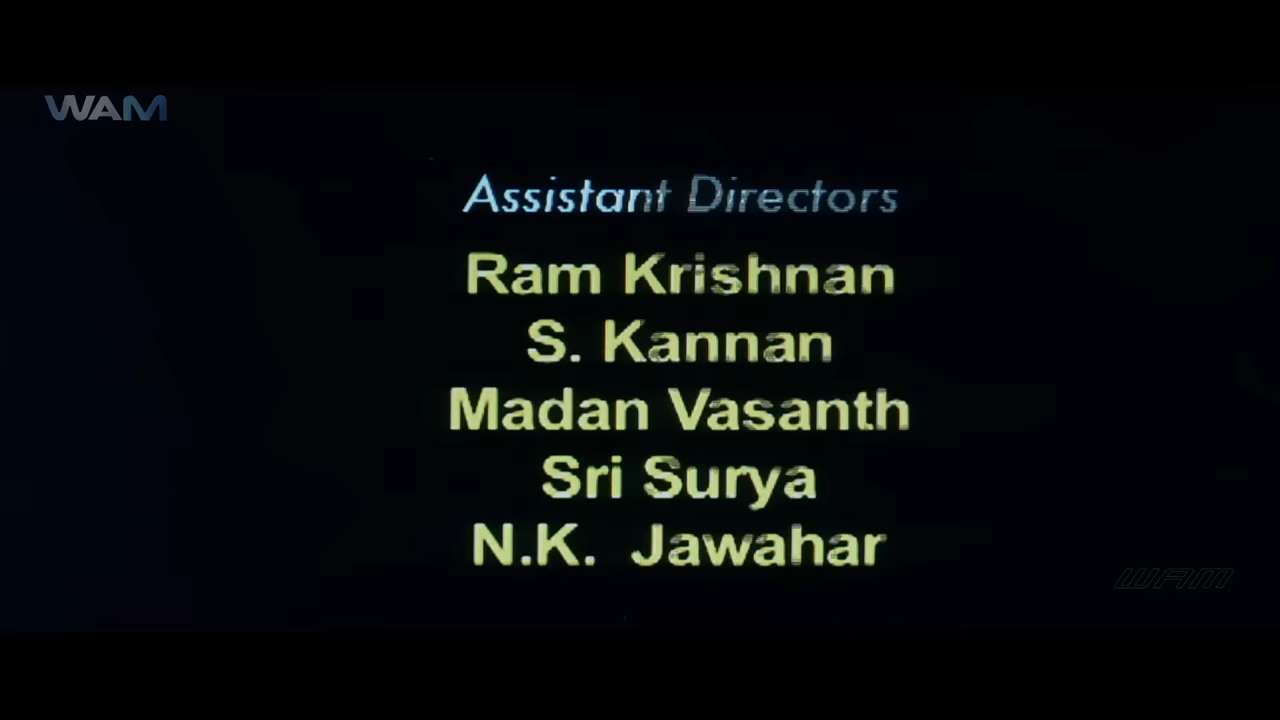 WAM
Assistant Directors
Ram Krishnan
S. Kannan
Madan Vasanth
Sri Surya
N.K. Jawahar
WAM